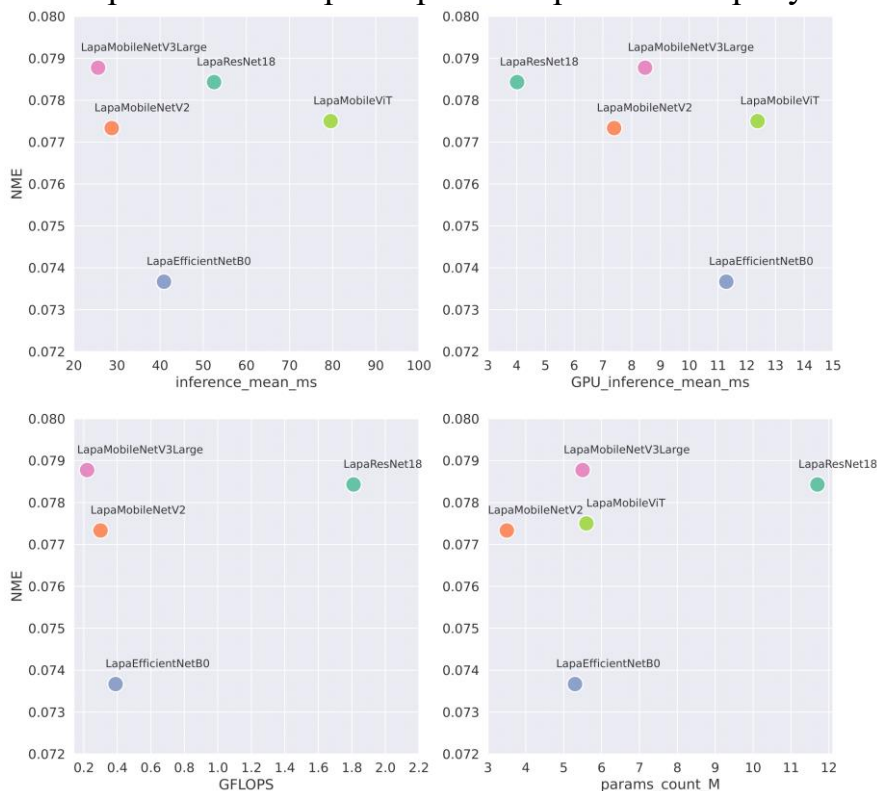 0.080
0.079
0.078
0.077
0.076
0.075
0.074
0.073
0.072
NME
LapaMobileNetV3Large
LapaResNet18
LapaMobileNetV2
LapaMobileViT
LapaEfficientNetB0
20 30 40 50 60 70 80 90 100
inference_mean_ms
0.080
0.079
0.078
0.077
0.076
0.075
0.074
0.073
0.072
LapaMobileNetV3Large
LapaResNet18
LapaMobileViT
LapaMobileNetV2
LapaEfficientNetB0
3 4 5 6 7 8 9 10 11 12 13 14 15
GPU_inference_mean_ms
0.080
0.079
0.078
0.077
0.076
0.075
0.074
0.073
0.072
NME
LapaMobileNetV3Large
LapaResNet18
LapaMobileNetV2
LapaEfficientNetB0
0.2 0.4 0.6 0.8 1.0 1.2 1.4 1.6 1.8 2.0 2.2
GFLOPS
0.080
0.079
0.078
0.077
0.076
0.075
0.074
0.073
0.072
LapaMobileNetV3Large
LapaResNet18
LapaMobileViT
LapaMobileNetV2
LapaEfficientNetB0
3 4 5 6 7 8 9 10 11 12
params_count_M